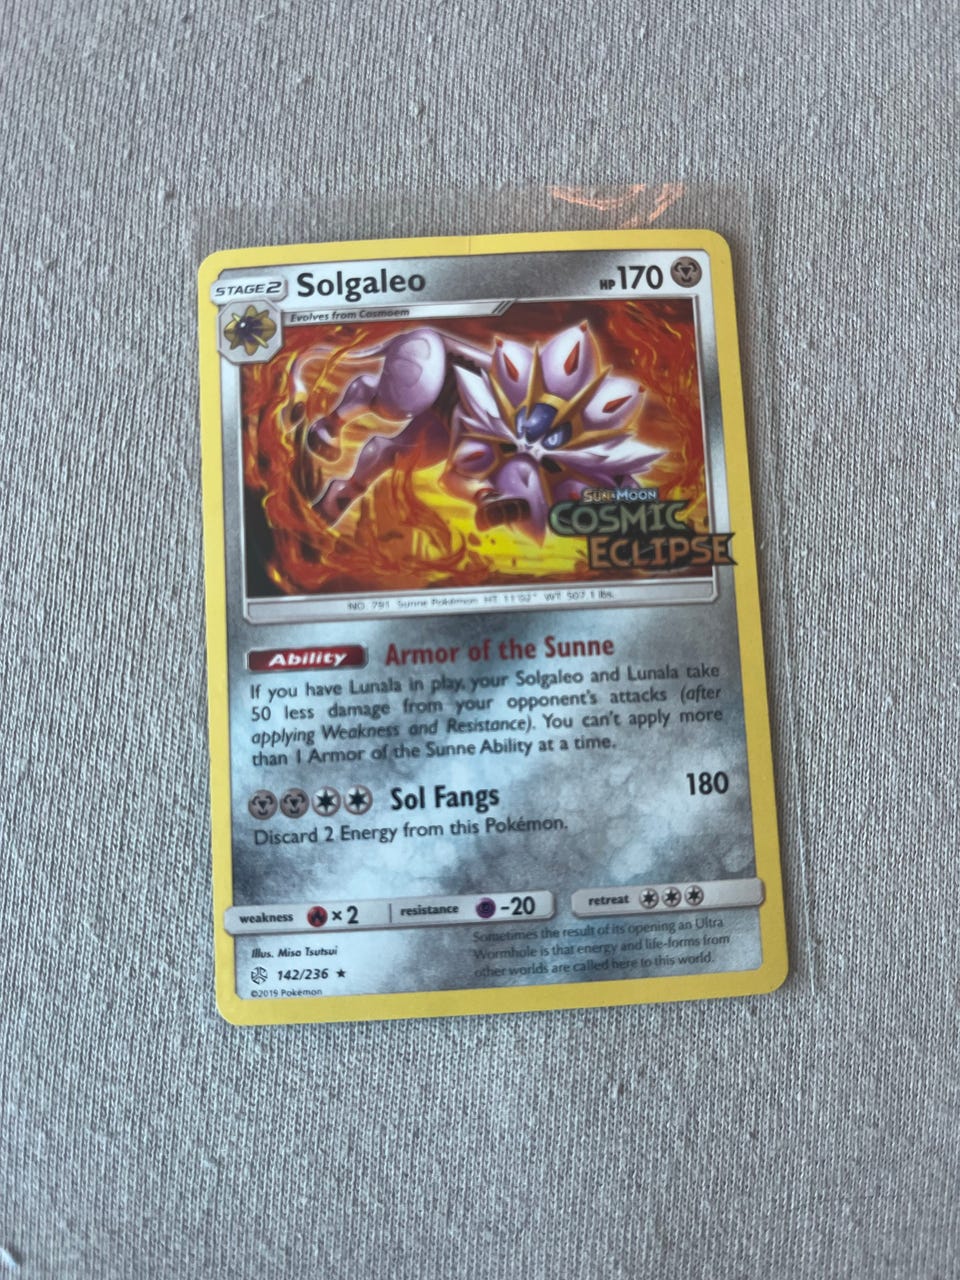 STAGE 2 Solgaleo HP 170
Evolves from Cosmoem
SUN & MOON
COSMIC
ECLIPSE
NO. 791 Sunne Pokémon HT: 11'02" WT: 507.1 lbs.
Ability Armor of the Sunne
If you have Lunala in play, your Solgaleo and Lunala take
50 less damage from your opponent's attacks (after
applying Weakness and Resistance). You can't apply more
than 1 Armor of the Sunne Ability at a time.
Sol Fangs 180
Discard 2 Energy from this Pokémon.
weakness × 2 resistance -20 retreat
Illus. Misa Tsutsui
142/236 ★
©2019 Pokémon
Sometimes the result of its opening an Ultra
Wormhole is that energy and life-forms from
other worlds are called here to this world.